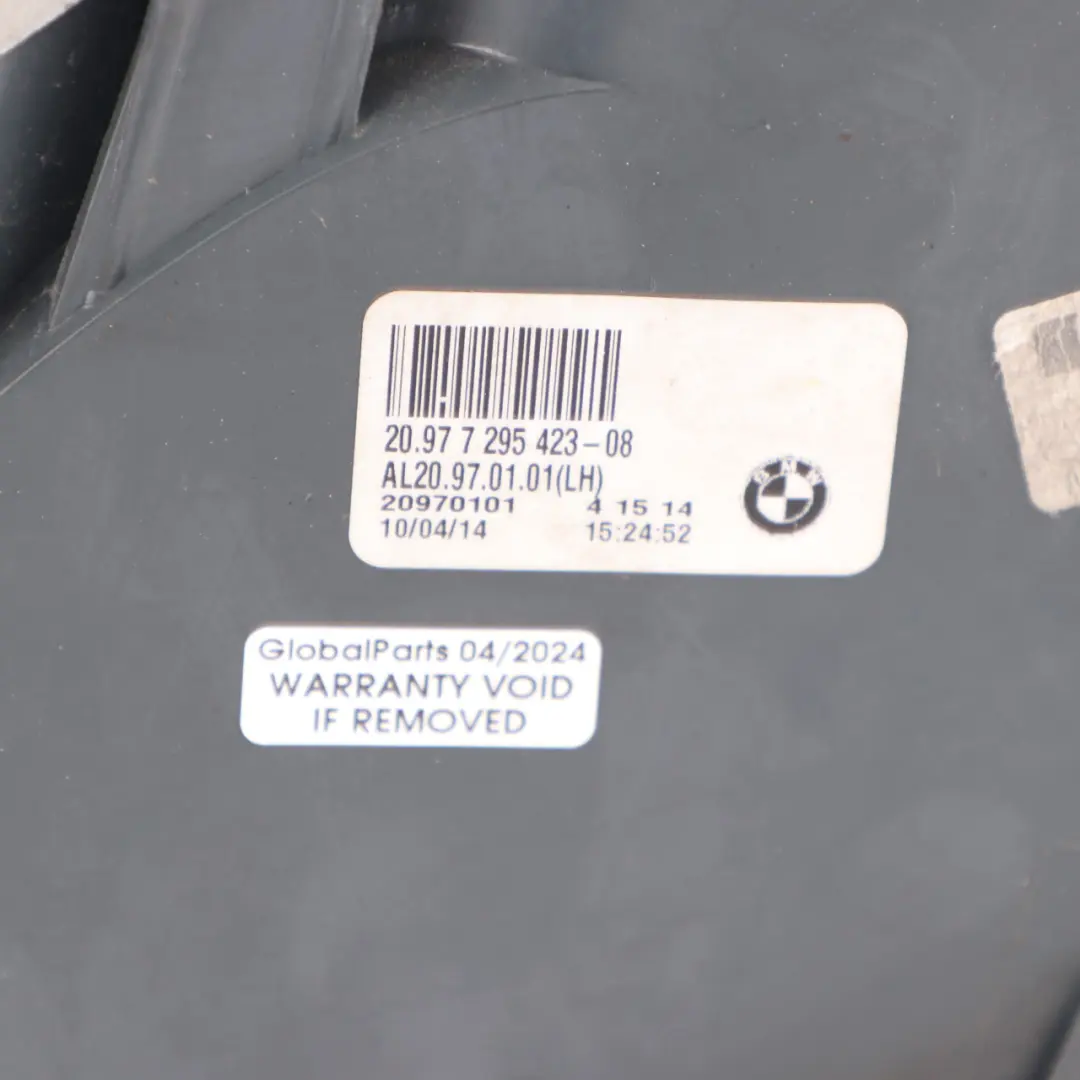 20.97 7 295 423-08
AL20.97.01.01(LH)
20970101 4 15 14
10/04/14 15:24:52
BMW
GlobalParts 04/2024
WARRANTY VOID
IF REMOVED